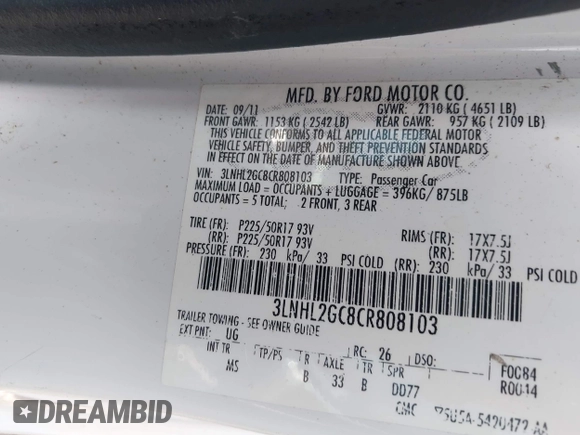 MFD. BY FORD MOTOR CO.
DATE: 09/11 GVWR: 2110 KG ( 4651 LB)
FRONT GAWR: 1153 KG ( 2542 LB) REAR GAWR: 957 KG ( 2109 LB)
THIS VEHICLE CONFORMS TO ALL APPLICABLE FEDERAL MOTOR
VEHICLE SAFETY, BUMPER, AND THEFT PREVENTION STANDARDS
IN EFFECT ON THE DATE OF MANUFACTURE SHOWN ABOVE.
VIN: 3LNHL2GC8CR808103 TYPE: Passenger Car
MAXIMUM LOAD = OCCUPANTS + LUGGAGE = 396KG/ 875LB
OCCUPANTS = 5 TOTAL; 2 FRONT, 3 REAR
TIRE (FR): P225/50R17 93V RIMS (FR): 17X7.5J
(RR): P225/50R17 93V (RR): 17X7.5J
PRESSURE (FR): 230 kPa/ 33 PSI COLD (RR): 230 kPa/ 33 PSI COLD
3LNHL2GC8CR808103
TRAILER TOWING - SEE OWNER GUIDE
EXT PNT: UG RC: 26 DSO:
INT TR TP/PS R AXLE TR SPR F0C84
MS B 33 B DD77 R0U14
CMC
DEALER AUCTION HISTORY